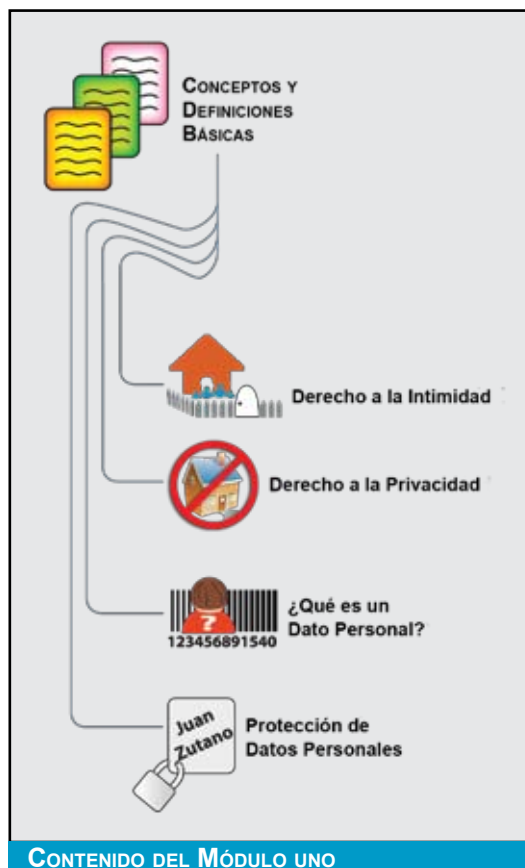 CONCEPTOS Y
DEFINICIONES
BÁSICAS
Derecho a la Intimidad
Derecho a la Privacidad
?
123456891540
¿Qué es un
Dato Personal?
Juan
Zutano
Protección de
Datos Personales
CONTENIDO DEL MÓDULO UNO